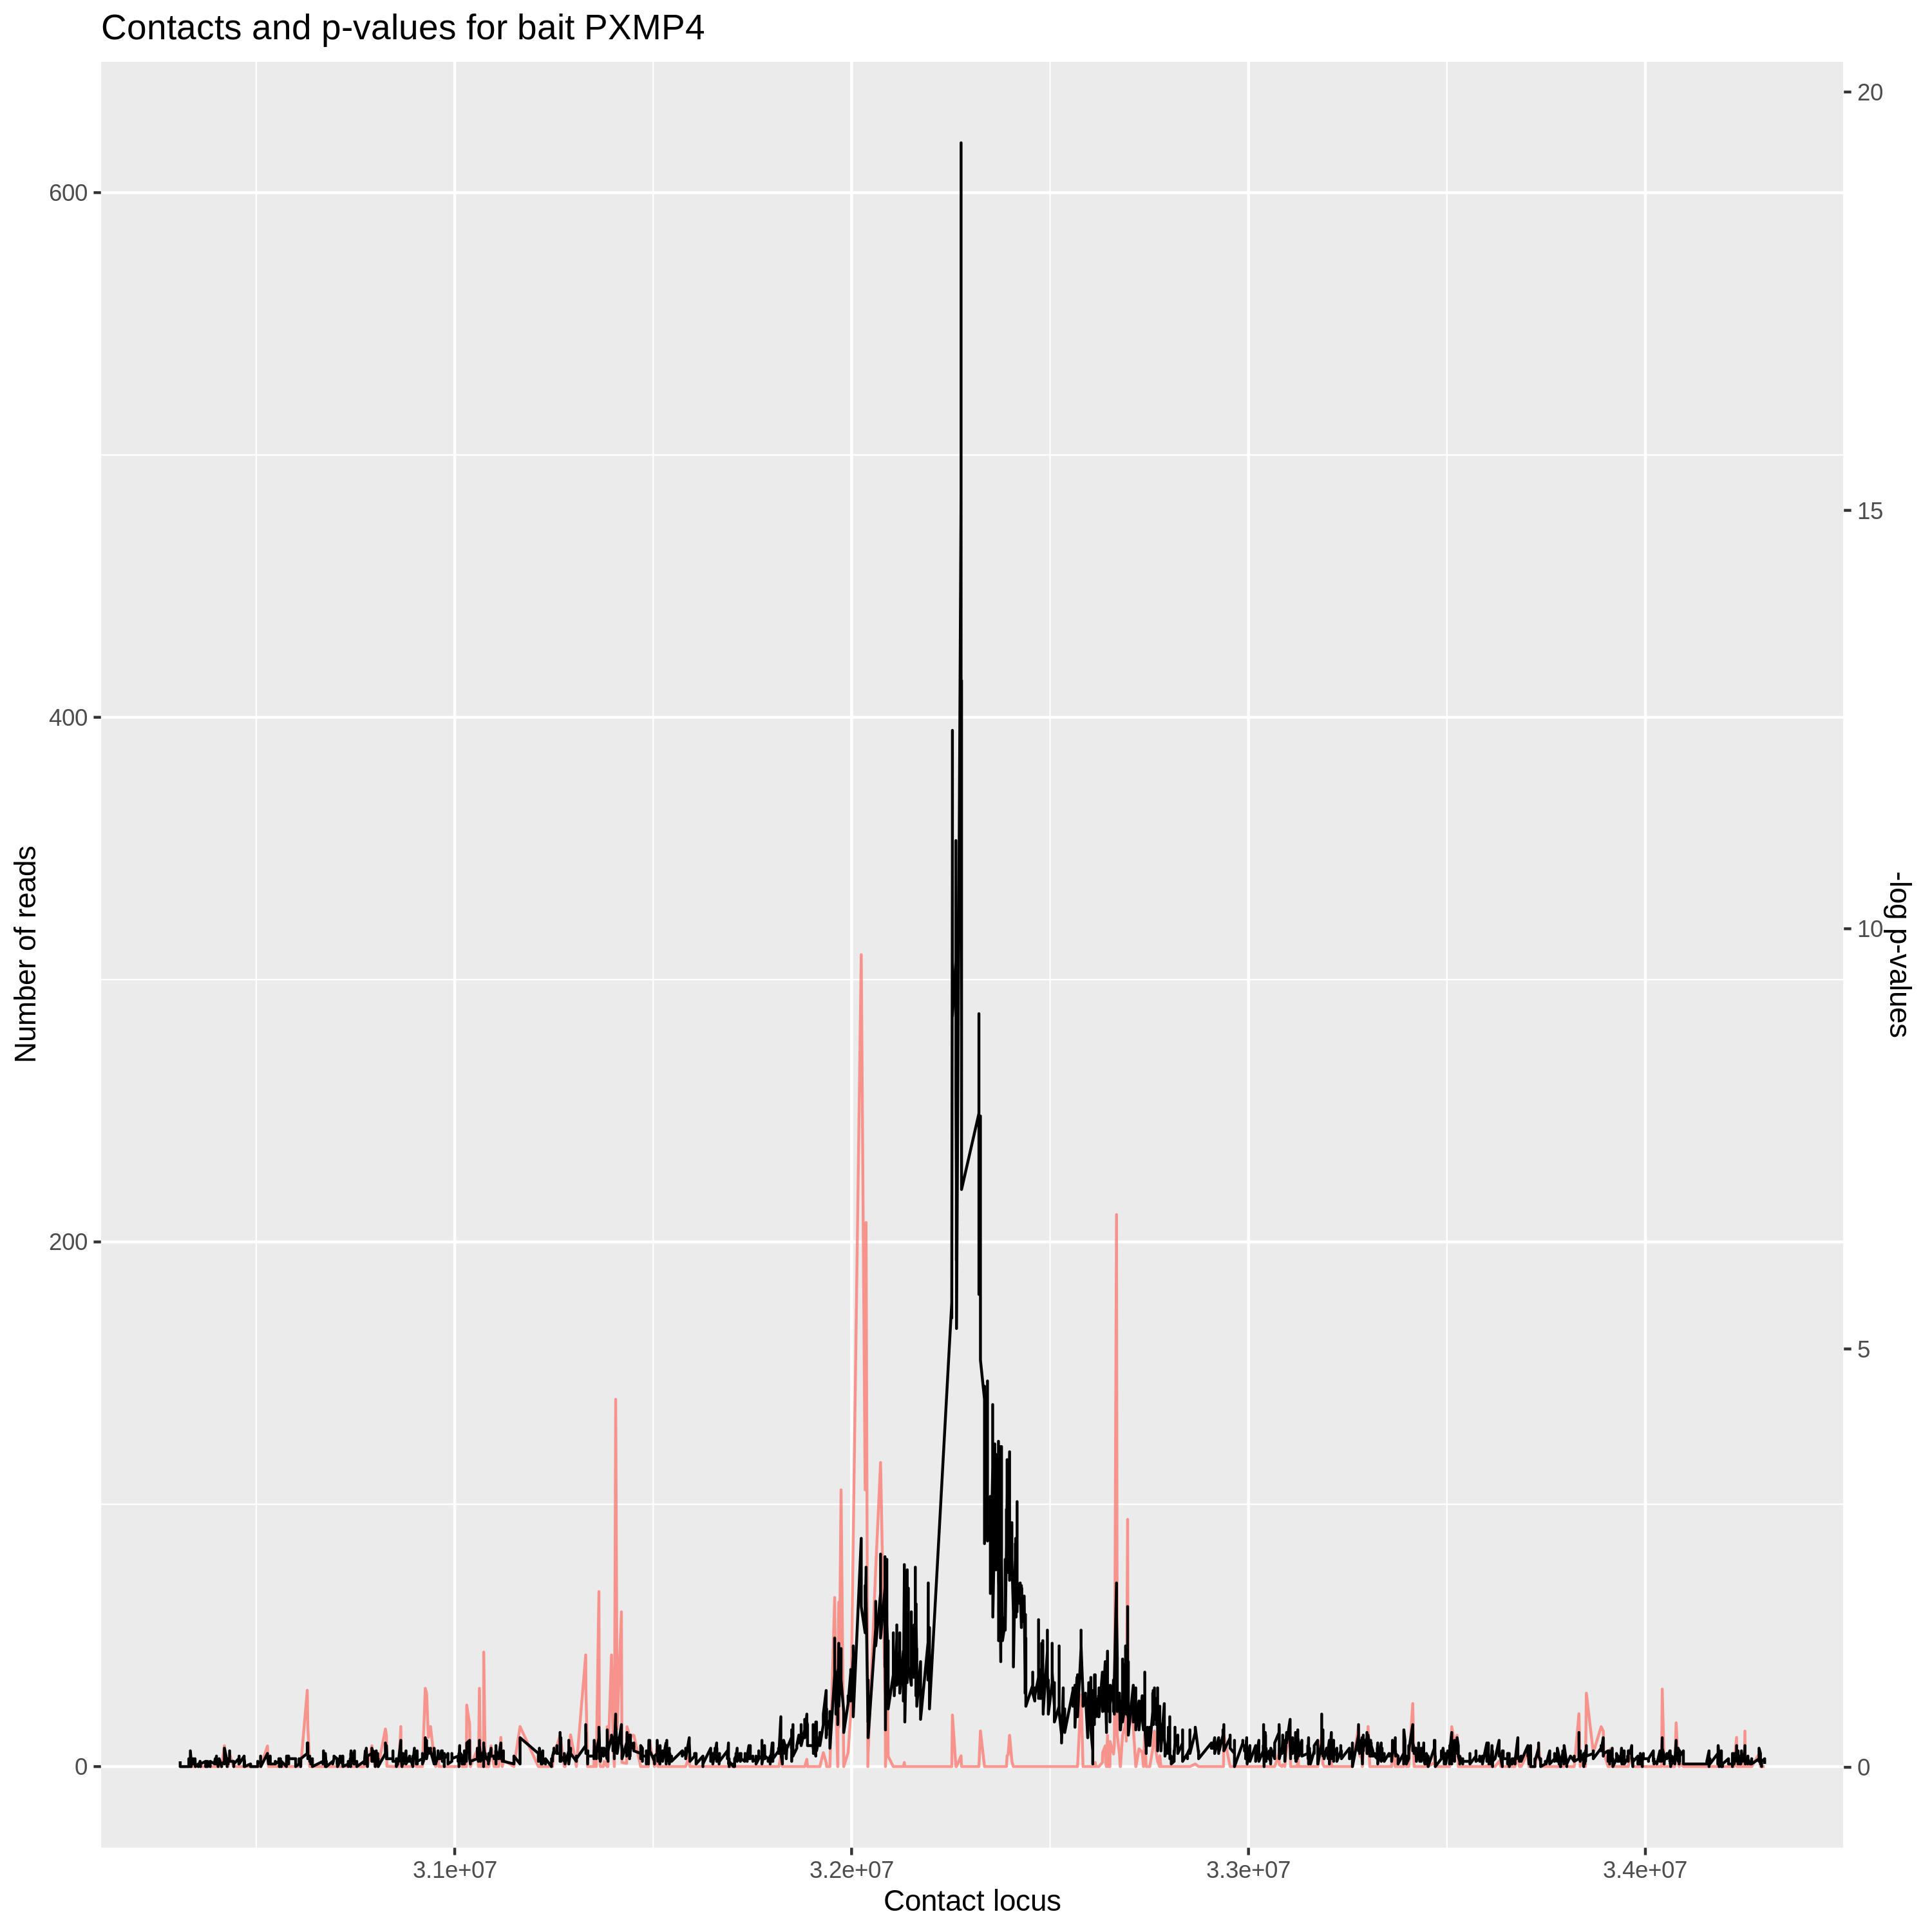 Contacts and p-values for bait PXMP4
600
400
200
0
Number of reads
20
15
10
5
0
-log p-values
3.1e+07
3.2e+07
3.3e+07
3.4e+07
Contact locus